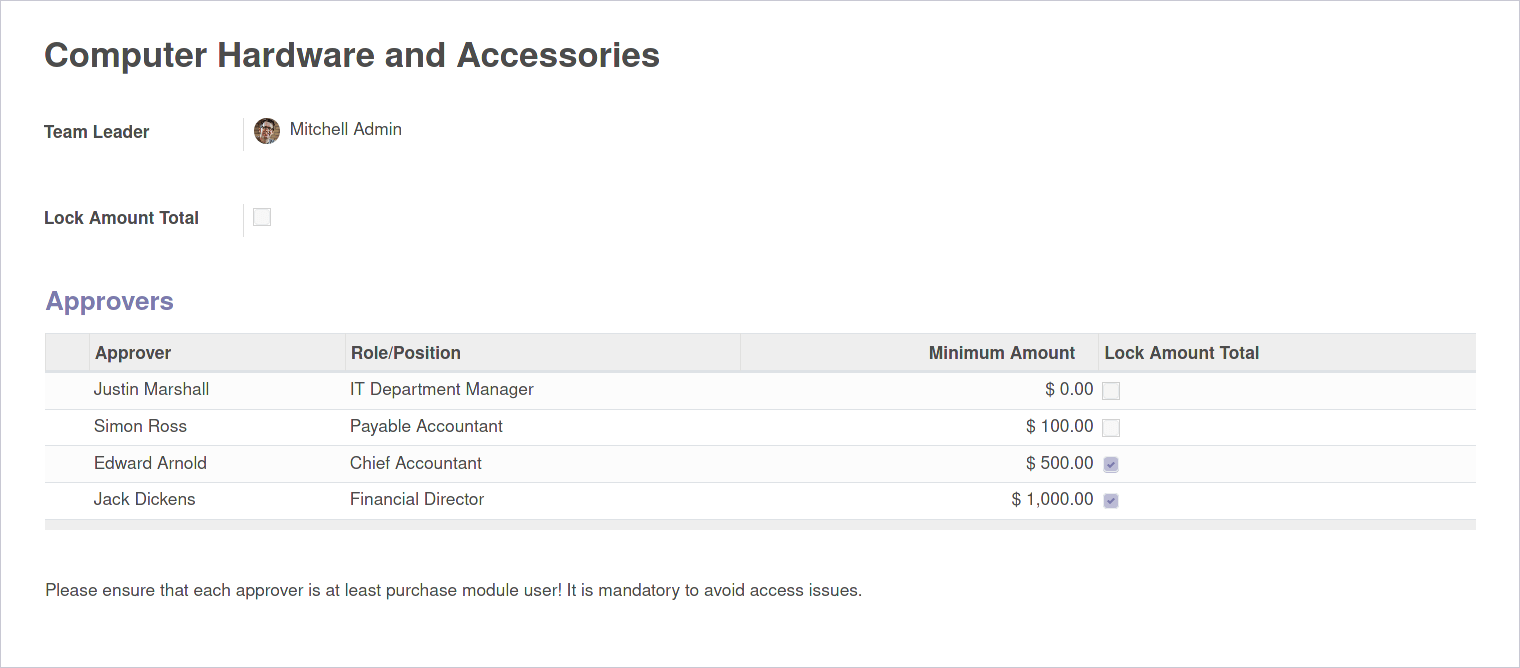 Computer Hardware and Accessories
Team Leader Mitchell Admin
Lock Amount Total
Approvers
Approver Role/Position Minimum Amount Lock Amount Total
Justin Marshall IT Department Manager $ 0.00
Simon Ross Payable Accountant $ 100.00
Edward Arnold Chief Accountant $ 500.00
Jack Dickens Financial Director $ 1,000.00
Please ensure that each approver is at least purchase module user! It is mandatory to avoid access issues.